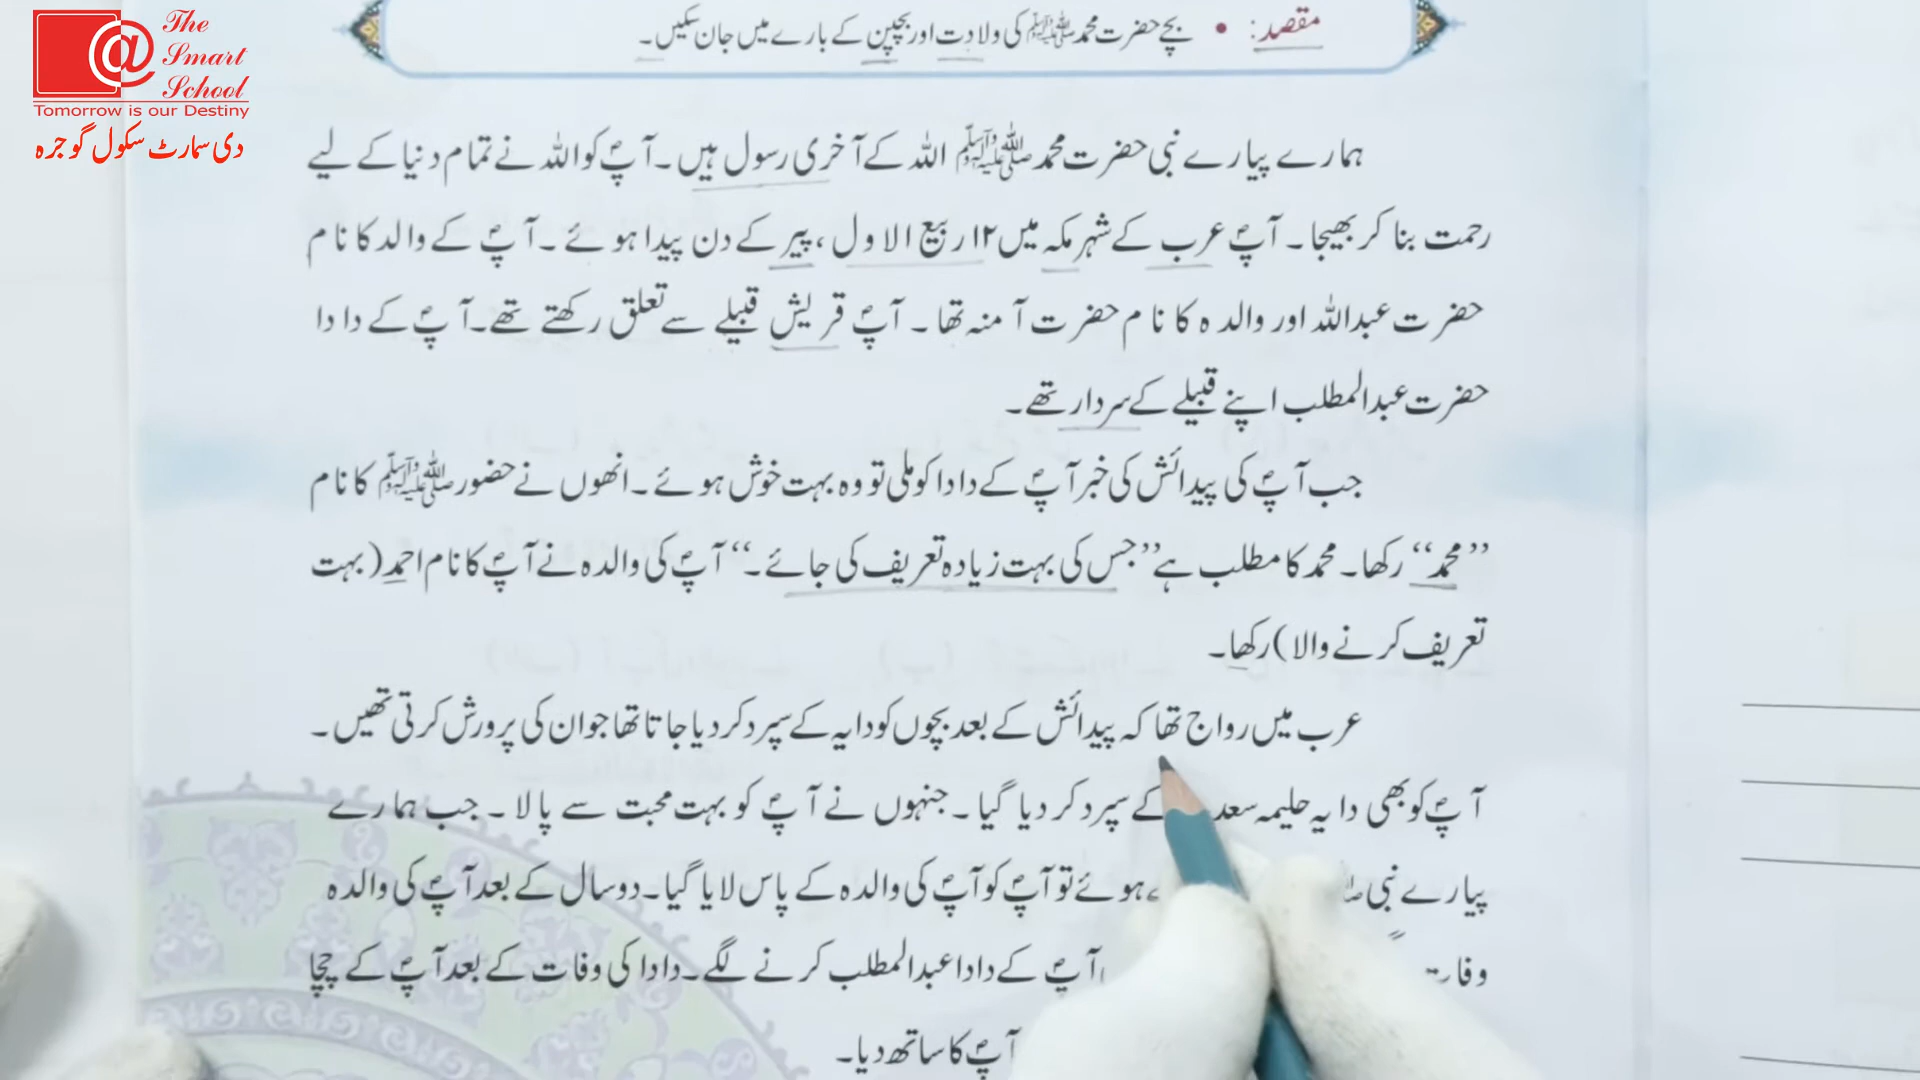 The
Smart
School
Tomorrow is our Destiny
دی سمارٹ سکول گوجرہ
مقصد: • بچے حضرت محمد ﷺ کی ولادت اور بچپن کے بارے میں جان سکیں۔
ہمارے پیارے نبی حضرت محمد ﷺ اللہ کے آخری رسول ہیں۔ آپؐ کو اللہ نے تمام دنیا کے لیے
رحمت بنا کر بھیجا۔ آپؐ عرب کے شہر مکہ میں ۱۲ ربیع الاول، پیر کے دن پیدا ہوئے۔ آپؐ کے والد کا نام
حضرت عبداللہ اور والدہ کا نام حضرت آمنہ تھا۔ آپؐ قریش قبیلے سے تعلق رکھتے تھے۔ آپؐ کے دادا
حضرت عبدالمطلب اپنے قبیلے کے سردار تھے۔
جب آپؐ کی پیدائش کی خبر آپؐ کے دادا کو ملی تو وہ بہت خوش ہوئے۔ انھوں نے حضور ﷺ کا نام
”محمد“ رکھا۔ محمد کا مطلب ہے ”جس کی بہت زیادہ تعریف کی جائے۔“ آپؐ کی والدہ نے آپؐ کا نام احمد (بہت
تعریف کرنے والا) رکھا۔
عرب میں رواج تھا کہ پیدائش کے بعد بچوں کو دایہ کے سپرد کر دیا جاتا تھا جو ان کی پرورش کرتی تھیں۔
آپؐ کو بھی دایہ حلیمہ سعد کے سپرد کر دیا گیا۔ جنہوں نے آپؐ کو بہت محبت سے پالا۔ جب ہمارے
پیارے نبی ہوئے تو آپؐ کو آپؐ کی والدہ کے پاس لایا گیا۔ دو سال کے بعد آپؐ کی والدہ
وفات آپؐ کے دادا عبدالمطلب کرنے لگے۔ دادا کی وفات کے بعد آپؐ کے چچا
آپؐ کا ساتھ دیا۔